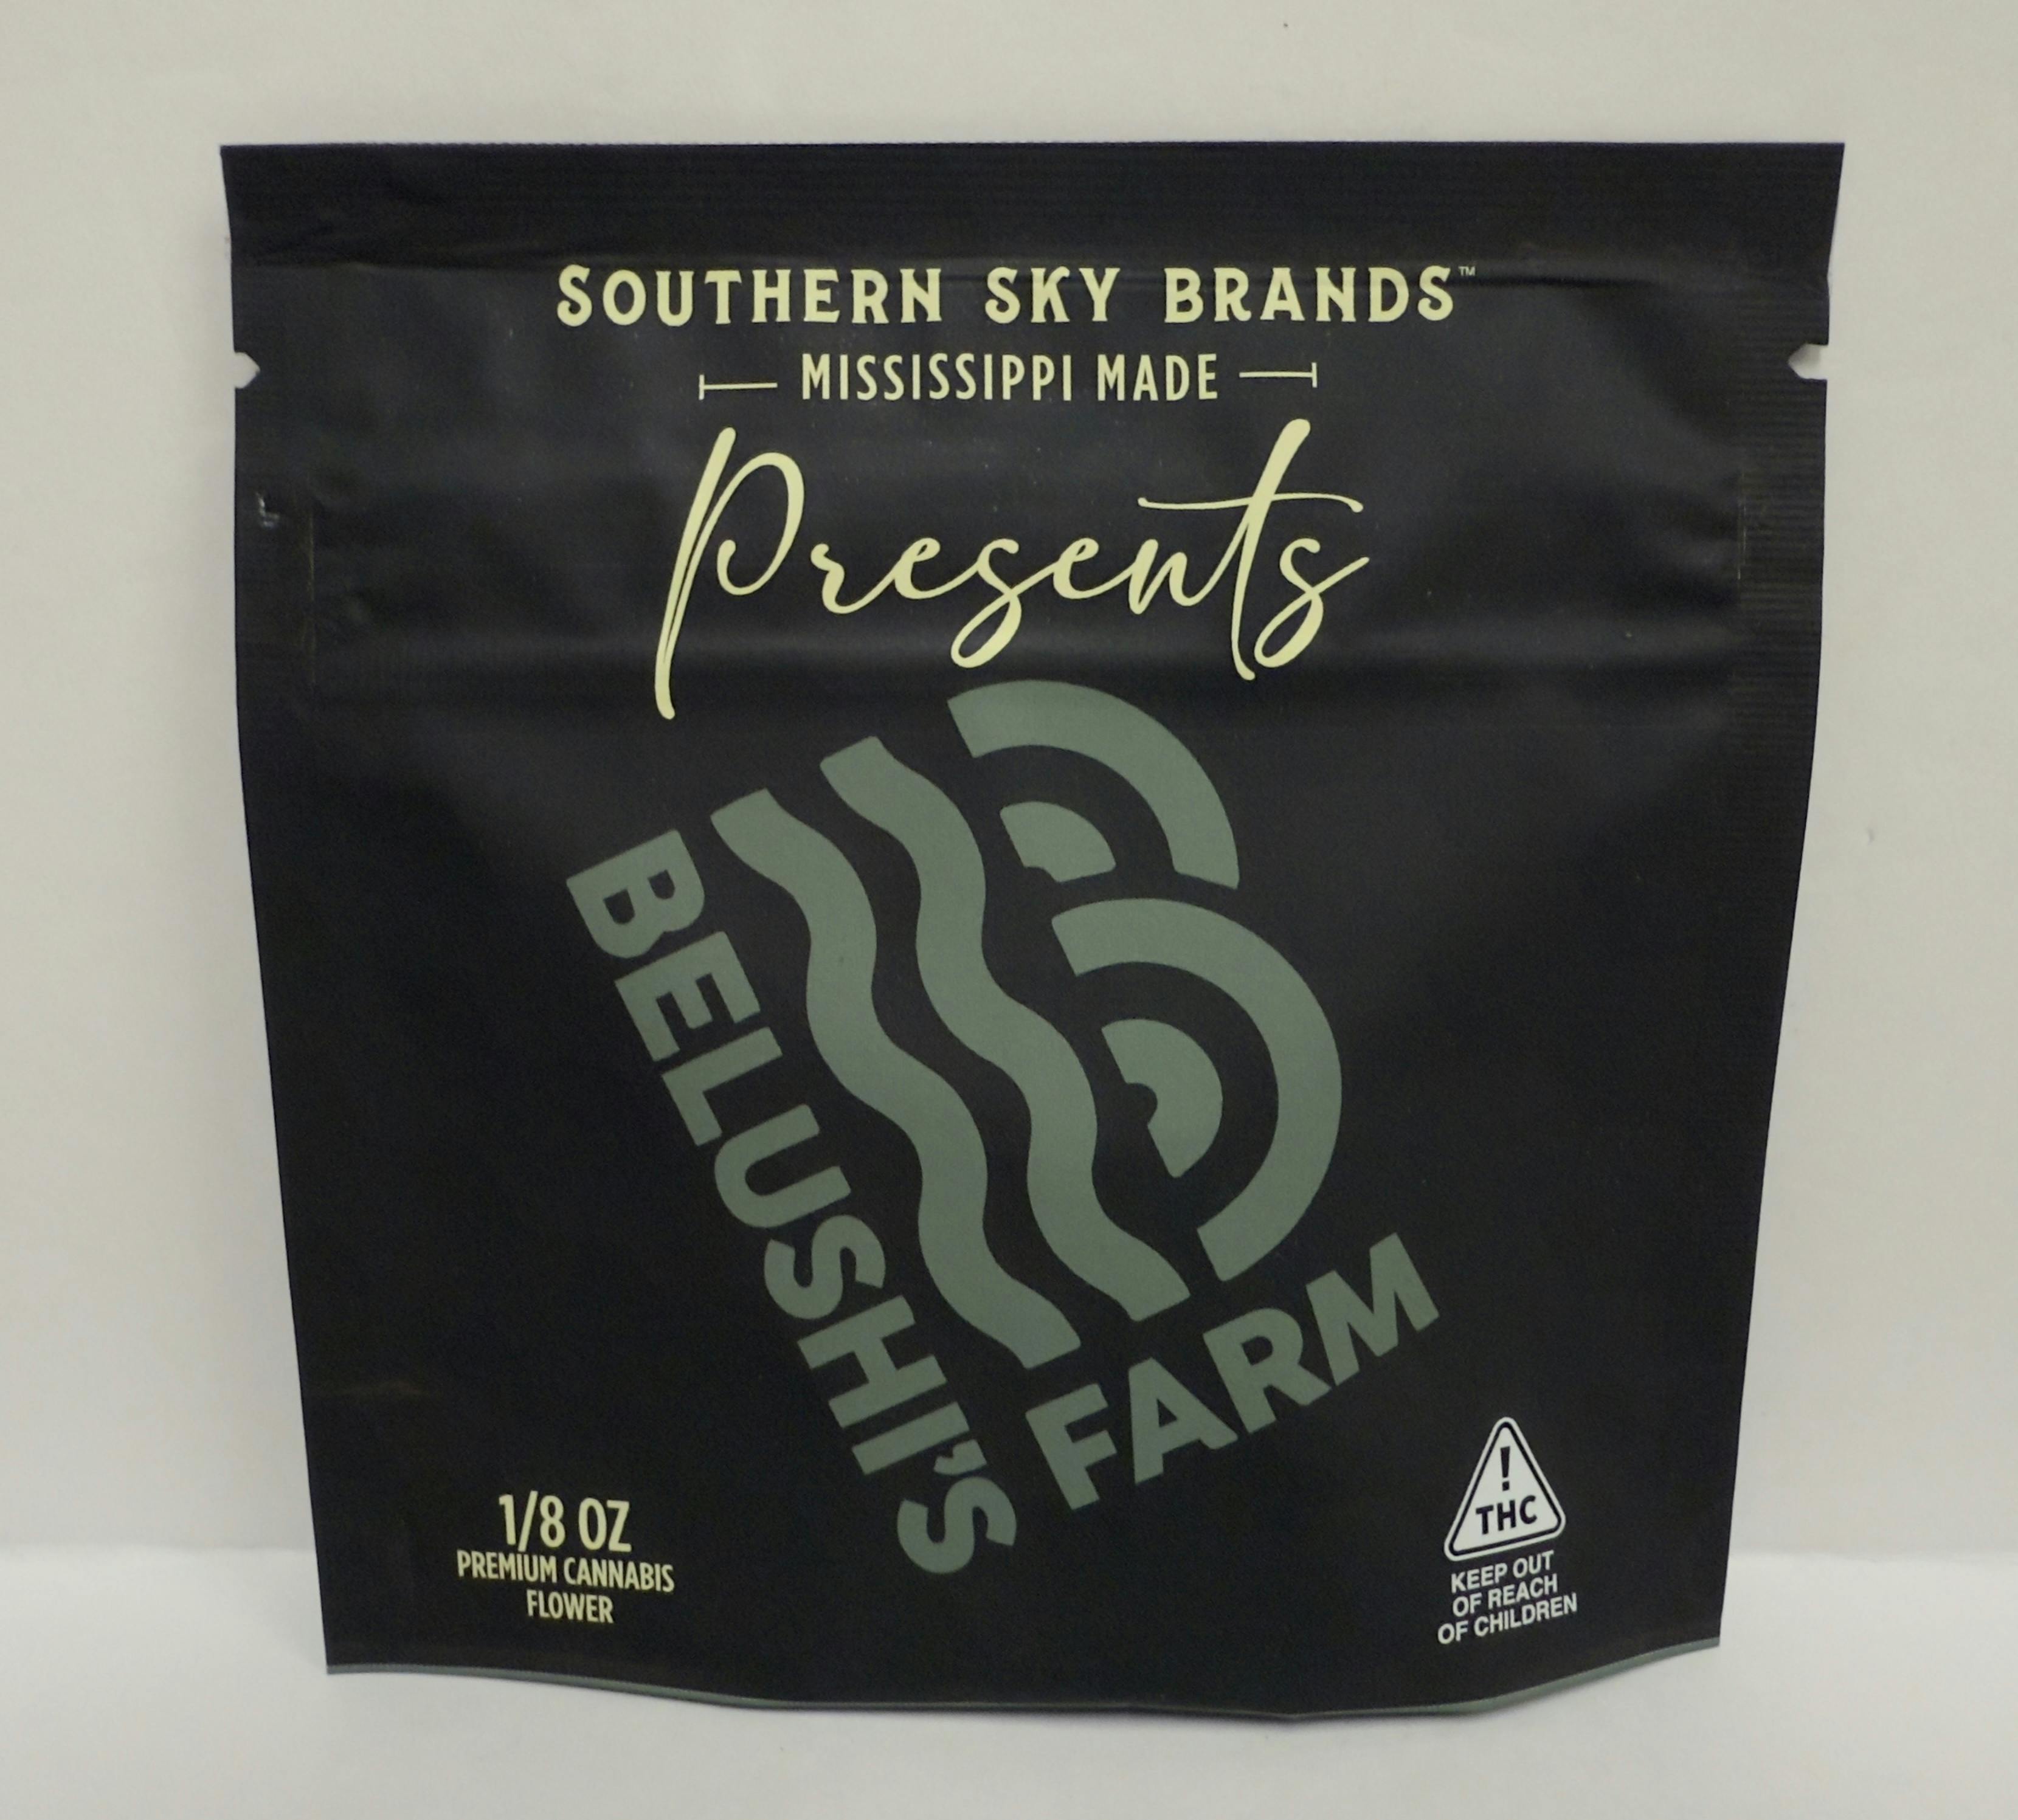 SOUTHERN SKY BRANDS™
MISSISSIPPI MADE
Presents
BELUSHI'S
FARM
1/8 OZ
PREMIUM CANNABIS
FLOWER
!
THC
KEEP OUT
OF REACH
OF CHILDREN